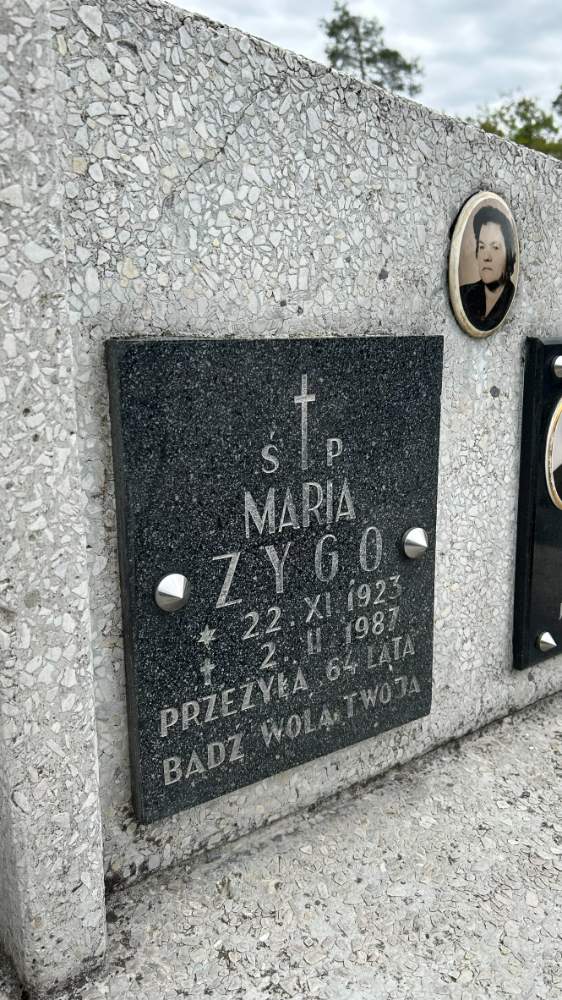 Ś P
MARIA
ZYGO
* 22. XI 1923
† 2. II 1987
PRZEŻYŁA 64 LATA
BĄDŹ WOLA TWOJA